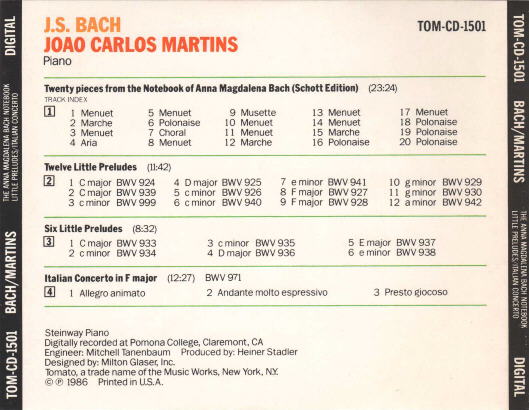 J.S. BACH
TOM-CD-1501
JOAO CARLOS MARTINS
Piano
Twenty pieces from the Notebook of Anna Magdalena Bach (Schott Edition) (23:24)
TRACK INDEX
1 1 Menuet 5 Menuet 9 Musette 13 Menuet 17 Menuet
2 Marche 6 Polonaise 10 Menuet 14 Menuet 18 Polonaise
3 Menuet 7 Choral 11 Menuet 15 Marche 19 Polonaise
4 Aria 8 Menuet 12 Marche 16 Polonaise 20 Polonaise
Twelve Little Preludes (11:42)
2 1 C major BWV 924 4 D major BWV 925 7 e minor BWV 941 10 g minor BWV 929
2 C major BWV 939 5 c minor BWV 926 8 F major BWV 927 11 g minor BWV 930
3 c minor BWV 999 6 c minor BWV 940 9 F major BWV 928 12 a minor BWV 942
Six Little Preludes (8:32)
3 1 C major BWV 933 3 c minor BWV 935 5 E major BWV 937
2 c minor BWV 934 4 D major BWV 936 6 e minor BWV 938
Italian Concerto in F major (12:27) BWV 971
4 1 Allegro animato 2 Andante molto espressivo 3 Presto giocoso
Steinway Piano
Digitally recorded at Pomona College, Claremont, CA
Engineer: Mitchell Tanenbaum Produced by: Heiner Stadler
Designed by: Milton Glaser, Inc.
Tomato, a trade name of the Music Works, New York, N.Y.
© ℗ 1986 Printed in U.S.A.
TOM-CD-1501 BACH/MARTINS
THE ANNA MAGDALENA BACH NOTEBOOK
LITTLE PRELUDES/ITALIAN CONCERTO
DIGITAL
TOM-CD-1501 BACH/MARTINS
THE ANNA MAGDALENA BACH NOTEBOOK
LITTLE PRELUDES/ITALIAN CONCERTO
DIGITAL